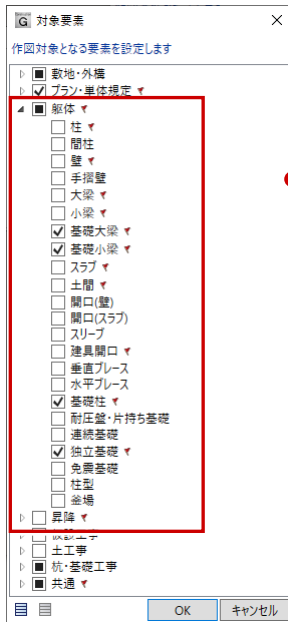 G 対象要素
作図対象となる要素を設定します
敷地・外構
プラン・単体規定
躯体
柱
間柱
壁
手摺壁
大梁
小梁
基礎大梁
基礎小梁
スラブ
土間
開口(壁)
開口(スラブ)
スリーブ
建具開口
垂直ブレース
水平ブレース
基礎柱
耐圧盤・片持ち基礎
連続基礎
独立基礎
免震基礎
柱型
釜場
昇降
土工事
杭・基礎工事
共通
OK キャンセル